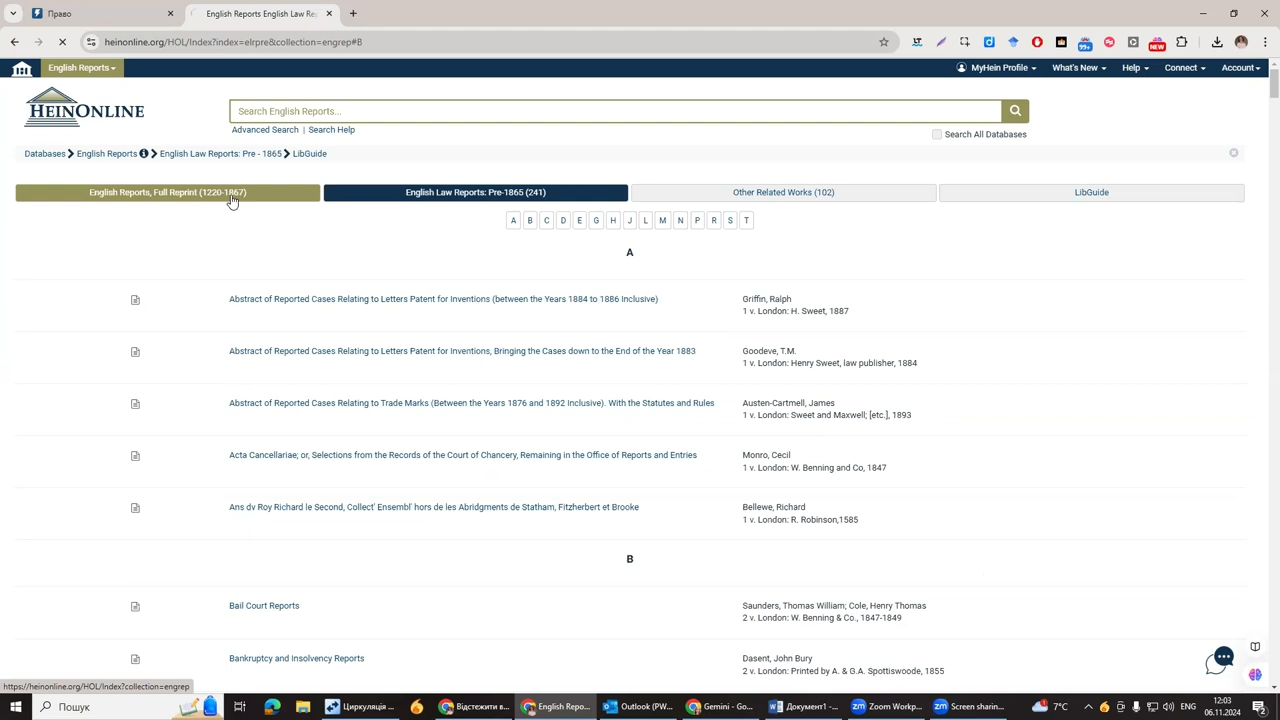 Право
English Reports English Law Re
heinonline.org/HOL/Index?index=elrpre&collection=engrep#B
99+
NEW
English Reports
MyHein Profile
What's New
Help
Connect
Account
HEINONLINE
Search English Reports...
Advanced Search | Search Help
Search All Databases
Databases English Reports English Law Reports: Pre - 1865 LibGuide
English Reports, Full Reprint (1220-1867)
English Law Reports: Pre-1865 (241)
Other Related Works (102)
LibGuide
A B C D E G H J L M N P R S T
A
Abstract of Reported Cases Relating to Letters Patent for Inventions (between the Years 1884 to 1886 Inclusive)
Griffin, Ralph
1 v. London: H. Sweet, 1887
Abstract of Reported Cases Relating to Letters Patent for Inventions, Bringing the Cases down to the End of the Year 1883
Goodeve, T.M.
1 v. London: Henry Sweet, law publisher, 1884
Abstract of Reported Cases Relating to Trade Marks (Between the Years 1876 and 1892 Inclusive). With the Statutes and Rules
Austen-Cartmell, James
1 v. London: Sweet and Maxwell; [etc.], 1893
Acta Cancellariae; or, Selections from the Records of the Court of Chancery, Remaining in the Office of Reports and Entries
Monro, Cecil
1 v. London: W. Benning and Co, 1847
Ans dv Roy Richard le Second, Collect' Ensembl' hors de les Abridgments de Statham, Fitzherbert et Brooke
Bellewe, Richard
1 v. London: R. Robinson,1585
B
Bail Court Reports
Saunders, Thomas William; Cole, Henry Thomas
2 v. London: W. Benning & Co., 1847-1849
Bankruptcy and Insolvency Reports
Dasent, John Bury
2 v. London: Printed by A. & G.A. Spottiswoode, 1855
https://heinonline.org/HOL/Index?collection=engrep
Пошук
Циркуляція ...
Відстежити в...
English Repo...
Outlook (PW...
Gemini - Go...
Документ1 -...
Zoom Workp...
Screen sharin...
7°C
ENG
12:03
06.11.2024